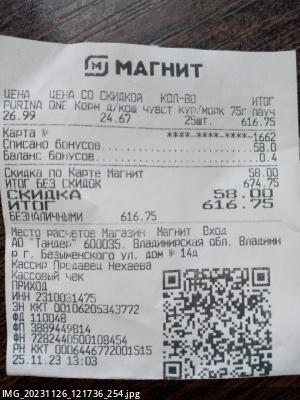 МАГНИТ
ЦЕНА ЦЕНА СО СКИДКОЙ КОЛ-ВО ИТОГ
PURINA ONE Корм д/кош чувст кур/морк 75г пауч
26.99 24.67 25шт. 616.75
Карта № ****-****-****-1662
Списано бонусов 58.0
Баланс бонусов 0.4
Скидка по Карте Магнит 58.00
ИТОГ БЕЗ СКИДОК 674.75
СКИДКА 58.00
ИТОГ 616.75
БЕЗНАЛИЧНЫМИ 616.75
Место расчетов Магазин Магнит Вход
АО "Тандер" 600035. Владимирская обл. Владими
р г. Безыменского ул. дом № 14д
Кассир Продавец Нехаева
Кассовый чек
ПРИХОД
ИНН 2310031475
ЗН ККТ 00106205343772
ФД 110048
ФП 3889449814
ФН 7282440500108454
РН ККТ 0006446772001515
25.11.23 13:03
IMG_20231126_121736_254.jpg